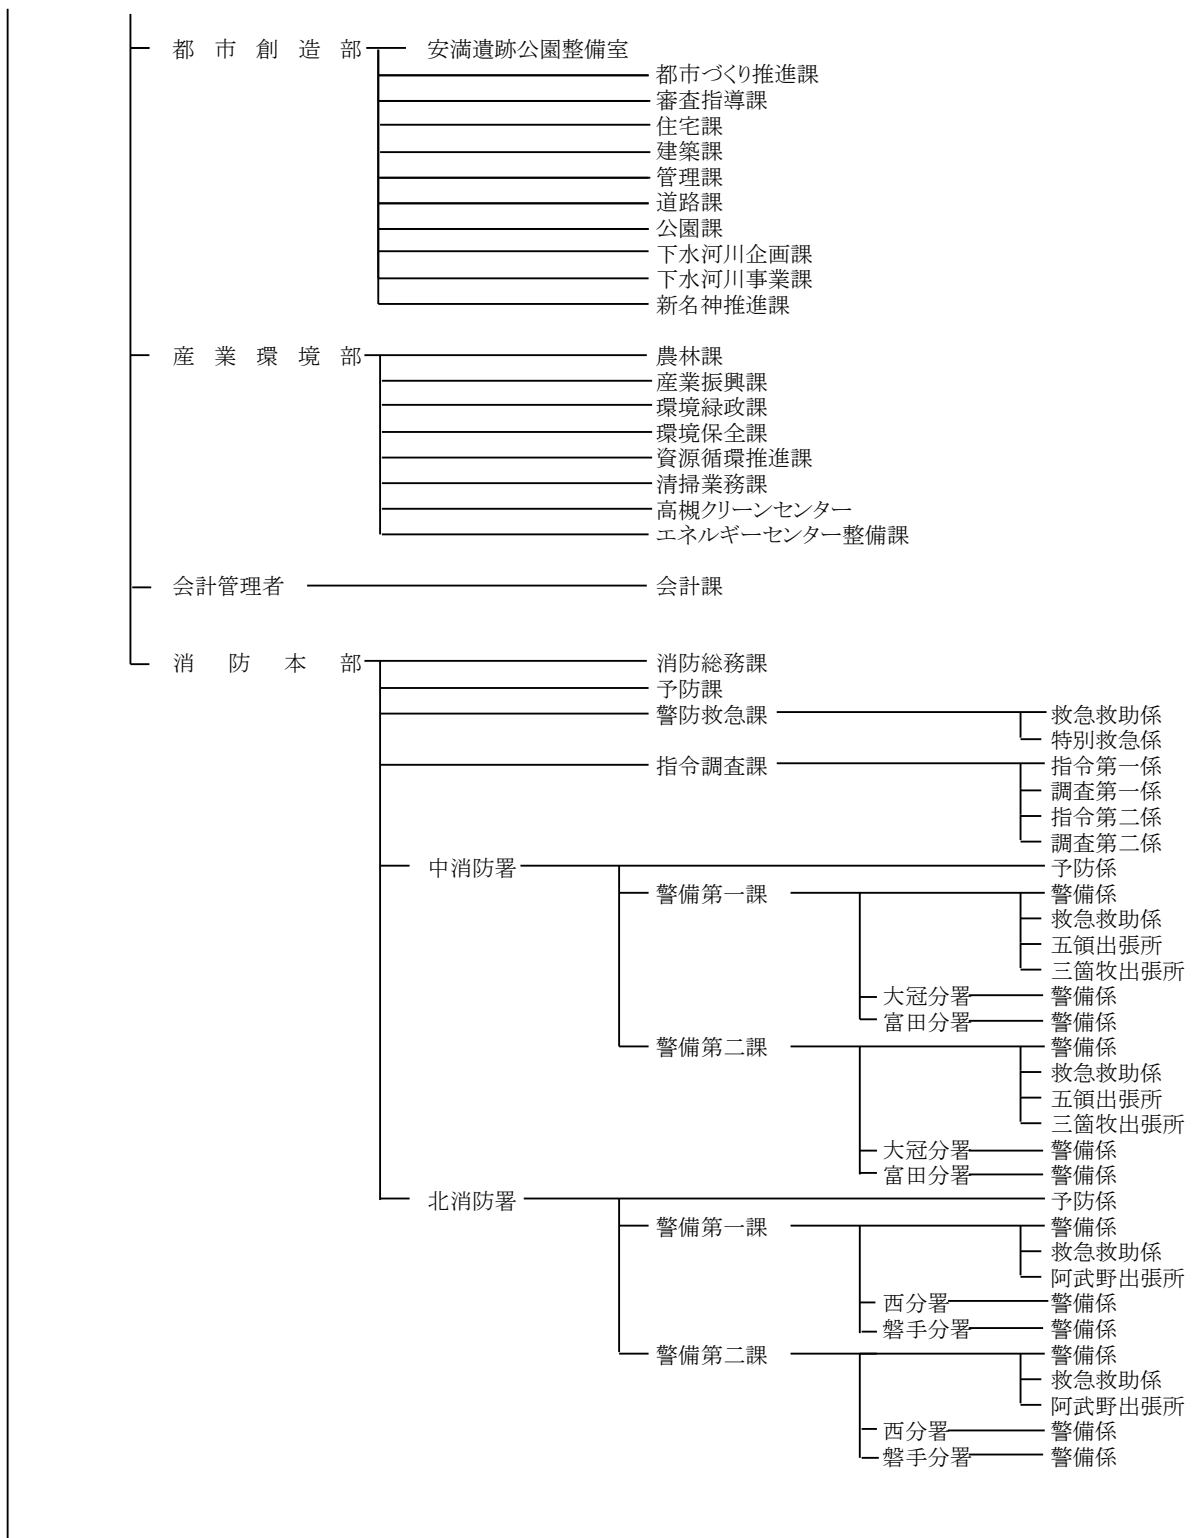 都市創造部 安満遺跡公園整備室
都市づくり推進課
審査指導課
住宅課
建築課
管理課
道路課
公園課
下水河川企画課
下水河川事業課
新名神推進課
産業環境部 農林課
産業振興課
環境緑政課
環境保全課
資源循環推進課
清掃業務課
高槻クリーンセンター
エネルギーセンター整備課
会計管理者 会計課
消防本部 消防総務課
予防課
警防救急課 救急救助係
特別救急係
指令調査課 指令第一係
調査第一係
指令第二係
調査第二係
中消防署 予防係
警備第一課 警備係
救急救助係
五領出張所
三箇牧出張所
大冠分署 警備係
富田分署 警備係
警備第二課 警備係
救急救助係
五領出張所
三箇牧出張所
大冠分署 警備係
富田分署 警備係
北消防署 予防係
警備第一課 警備係
救急救助係
阿武野出張所
西分署 警備係
磐手分署 警備係
警備第二課 警備係
救急救助係
阿武野出張所
西分署 警備係
磐手分署 警備係